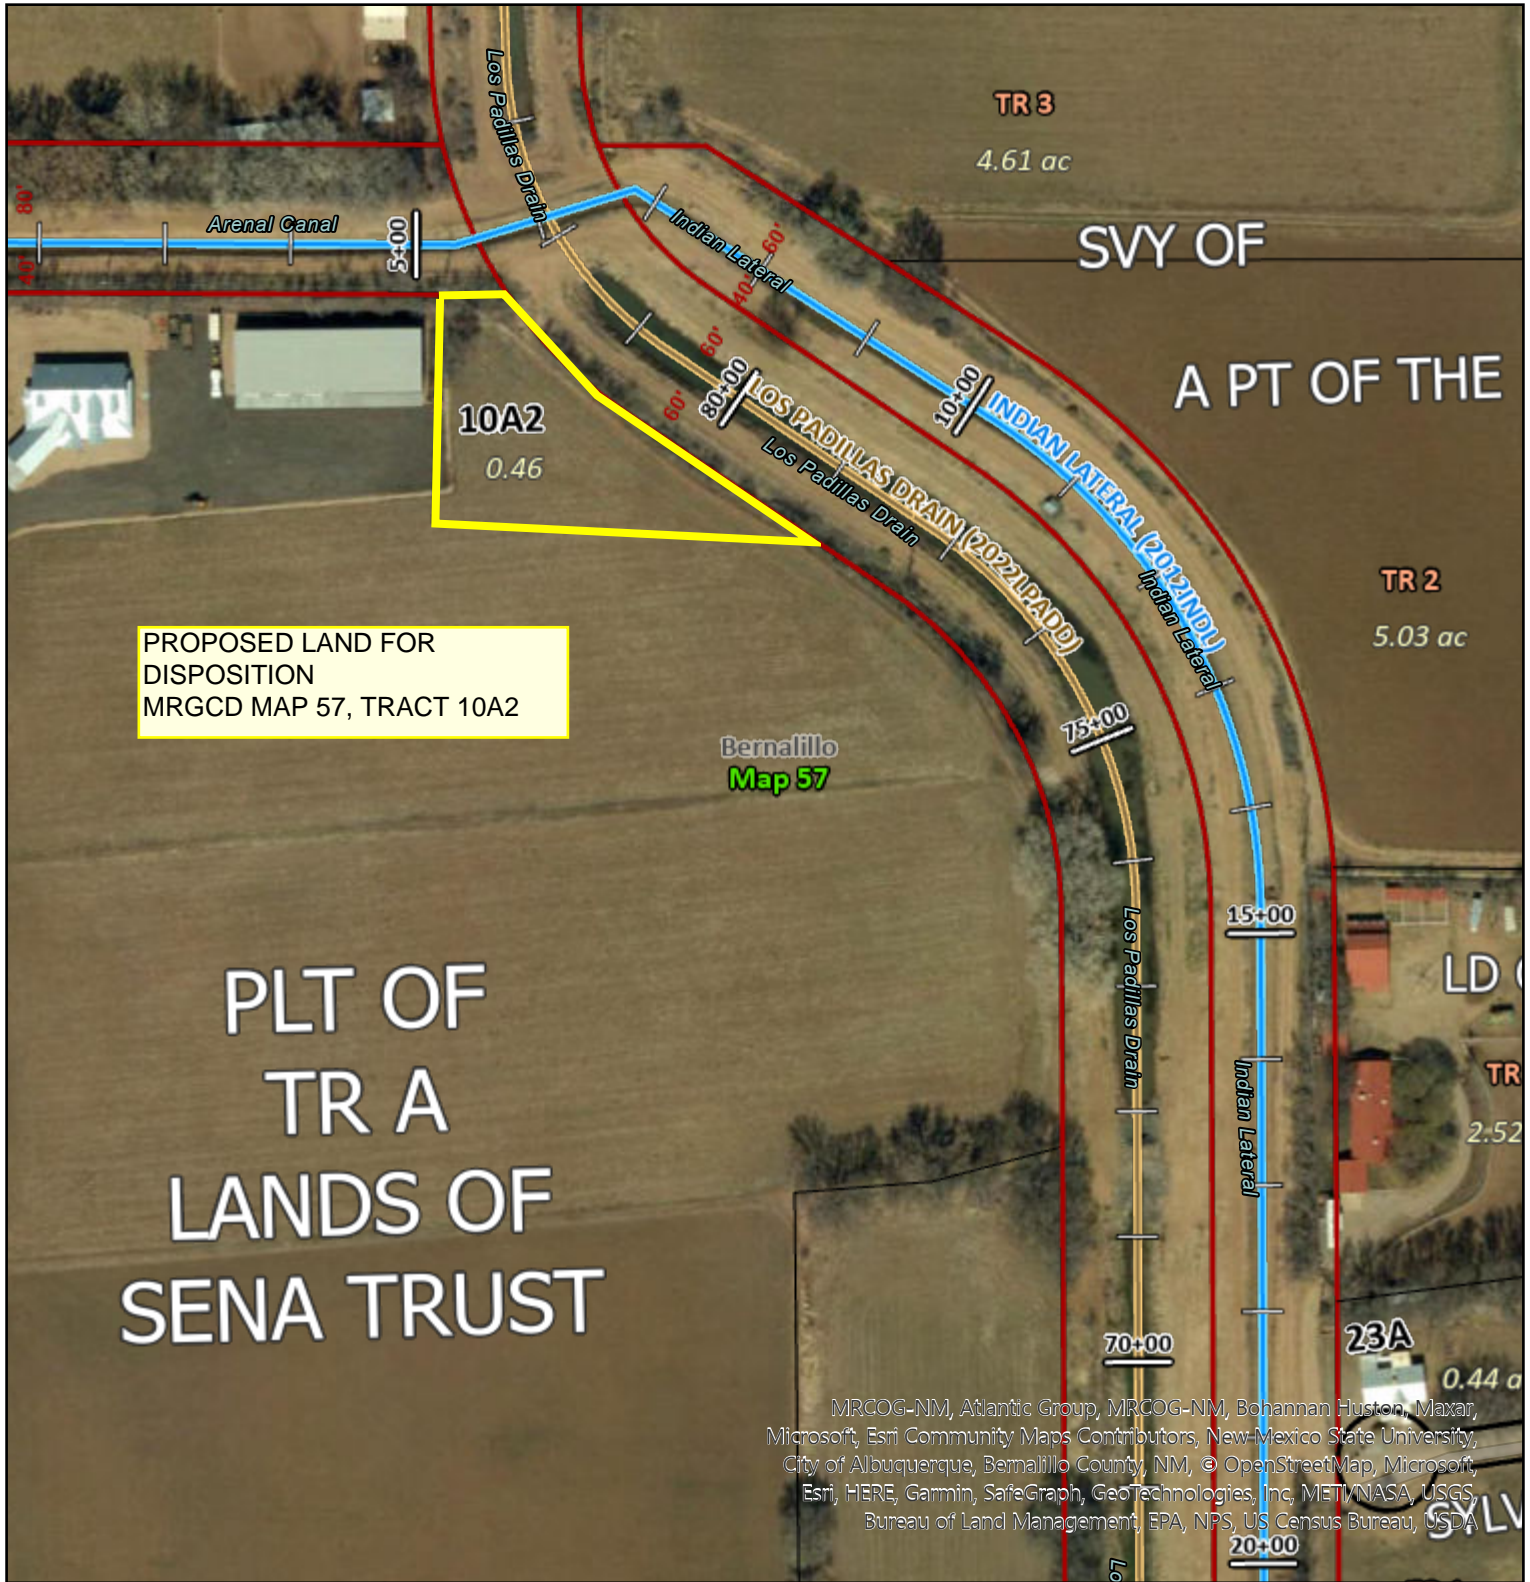 Los Padillas Drain
TR 3
4.61 ac
80'
Arenal Canal
5+00
40'
Indian Lateral
60'
40'
SVY OF
A PT OF THE
60'
60'
80+00
LOS PADILLAS DRAIN (2022LPADD)
Los Padillas Drain
10+00
INDIAN LATERAL (2012INDL)
Indian Lateral
10A2
0.46
TR 2
5.03 ac
PROPOSED LAND FOR
DISPOSITION
MRGCD MAP 57, TRACT 10A2
Bernalillo
Map 57
75+00
15+00
Los Padillas Drain
Indian Lateral
LD
TR
2.52
PLT OF
TR A
LANDS OF
SENA TRUST
70+00
23A
0.44 a
MRCOG-NM, Atlantic Group, MRCOG-NM, Bohannan Huston, Maxar,
Microsoft, Esri Community Maps Contributors, New Mexico State University,
City of Albuquerque, Bernalillo County, NM, © OpenStreetMap, Microsoft,
Esri, HERE, Garmin, SafeGraph, GeoTechnologies, Inc, METI/NASA, USGS,
Bureau of Land Management, EPA, NPS, US Census Bureau, USDA
SYLV
20+00
Lo